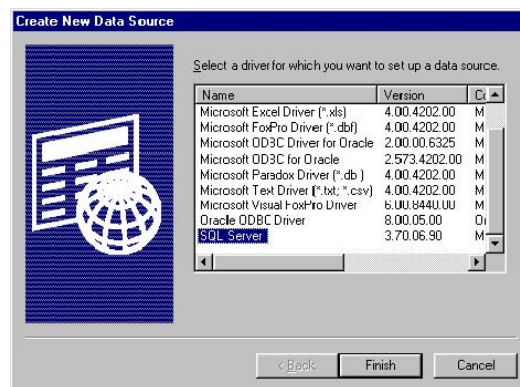 Create New Data Source
Select a driver for which you want to set up a data source.
Name Version Co
Microsoft Excel Driver (*.xls) 4.00.4202.00 M
Microsoft FoxPro Driver (*.dbf) 4.00.4202.00 M
Microsoft ODBC Driver for Oracle 2.00.00.6325 M
Microsoft ODBC for Oracle 2.573.4202.00 M
Microsoft Paradox Driver (*.db ) 4.00.4202.00 M
Microsoft Text Driver (*.txt; *.csv) 4.00.4202.00 M
Microsoft Visual FoxPro Driver 6.00.8440.00 M
Oracle ODBC Driver 8.00.05.00 Or
SQL Server 3.70.06.90 M
< Back Finish Cancel